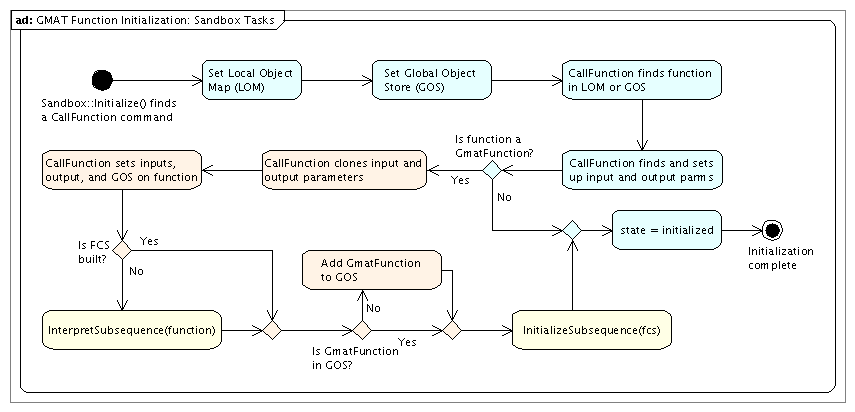 ad: GMAT Function Initialization: Sandbox Tasks
Set Local Object
Map (LOM)
Set Global Object
Store (GOS)
CallFunction finds function
in LOM or GOS
Sandbox::Initialize() finds
a CallFunction command
Is function a
GmatFunction?
CallFunction sets inputs,
output, and GOS on function
CallFunction clones input and
output parameters
Yes
CallFunction finds and sets
up input and output parms
No
state = initialized
Initialization
complete
Is FCS
built?
Yes
No
Add GmatFunction
to GOS
No
InterpretSubsequence(function)
Is GmatFunction
in GOS?
Yes
InitializeSubsequence(fcs)